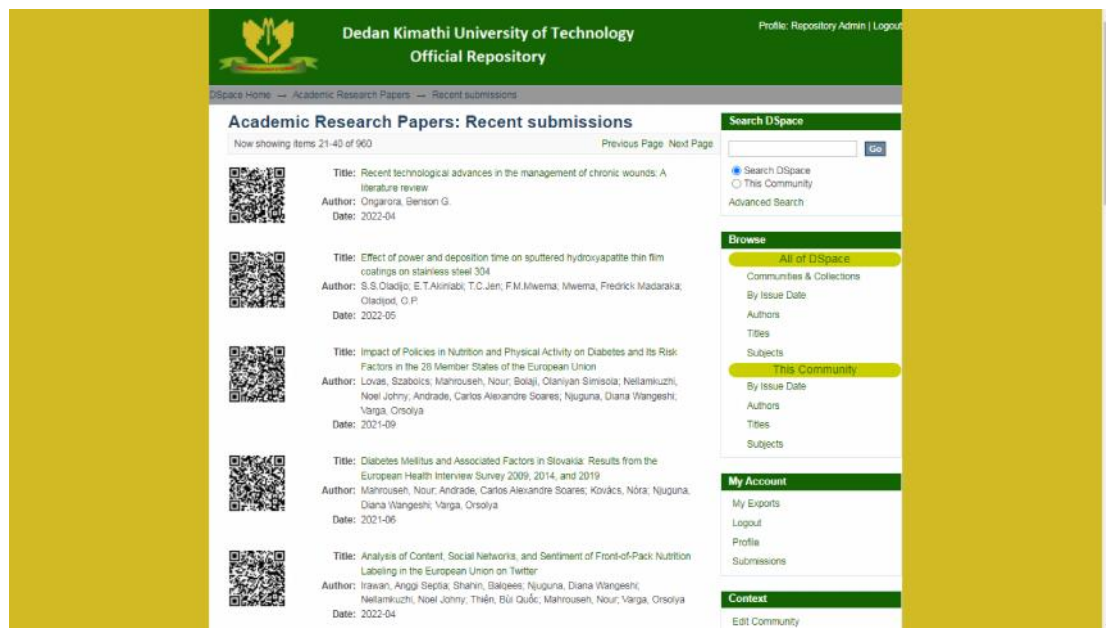 Dedan Kimathi University of Technology
Official Repository
Profile: Repository Admin | Logout
DSpace Home → Academic Research Papers → Recent submissions
Academic Research Papers: Recent submissions
Now showing items 21-40 of 960
Previous Page Next Page
Title: Recent technological advances in the management of chronic wounds: A
literature review
Author: Ongarora, Benson G.
Date: 2022-04
Title: Effect of power and deposition time on sputtered hydroxyapatite thin film
coatings on stainless steel 304
Author: S.S.Oladijo; E.T.Akinlabi; T.C.Jen; F.M.Mwema; Mwema, Fredrick Madaraka;
Oladijod, O.P.
Date: 2022-05
Title: Impact of Policies in Nutrition and Physical Activity on Diabetes and Its Risk
Factors in the 28 Member States of the European Union
Author: Lovas, Szabolcs; Mahrouseh, Nour; Bolaji, Olaniyan Simisola; Nellamkuzhi,
Noel Johny; Andrade, Carlos Alexandre Soares; Njuguna, Diana Wangeshi;
Varga, Orsolya
Date: 2021-09
Title: Diabetes Mellitus and Associated Factors in Slovakia: Results from the
European Health Interview Survey 2009, 2014, and 2019
Author: Mahrouseh, Nour; Andrade, Carlos Alexandre Soares; Kovács, Nóra; Njuguna,
Diana Wangeshi; Varga, Orsolya
Date: 2021-06
Title: Analysis of Content, Social Networks, and Sentiment of Front-of-Pack Nutrition
Labeling in the European Union on Twitter
Author: Irawan, Anggi Septia; Shahin, Balqees; Njuguna, Diana Wangeshi;
Nellamkuzhi, Noel Johny; Thiện, Bùi Quốc; Mahrouseh, Nour; Varga, Orsolya
Date: 2022-04
Search DSpace
Go
Search DSpace
This Community
Advanced Search
Browse
All of DSpace
Communities & Collections
By Issue Date
Authors
Titles
Subjects
This Community
By Issue Date
Authors
Titles
Subjects
My Account
My Exports
Logout
Profile
Submissions
Context
Edit Community